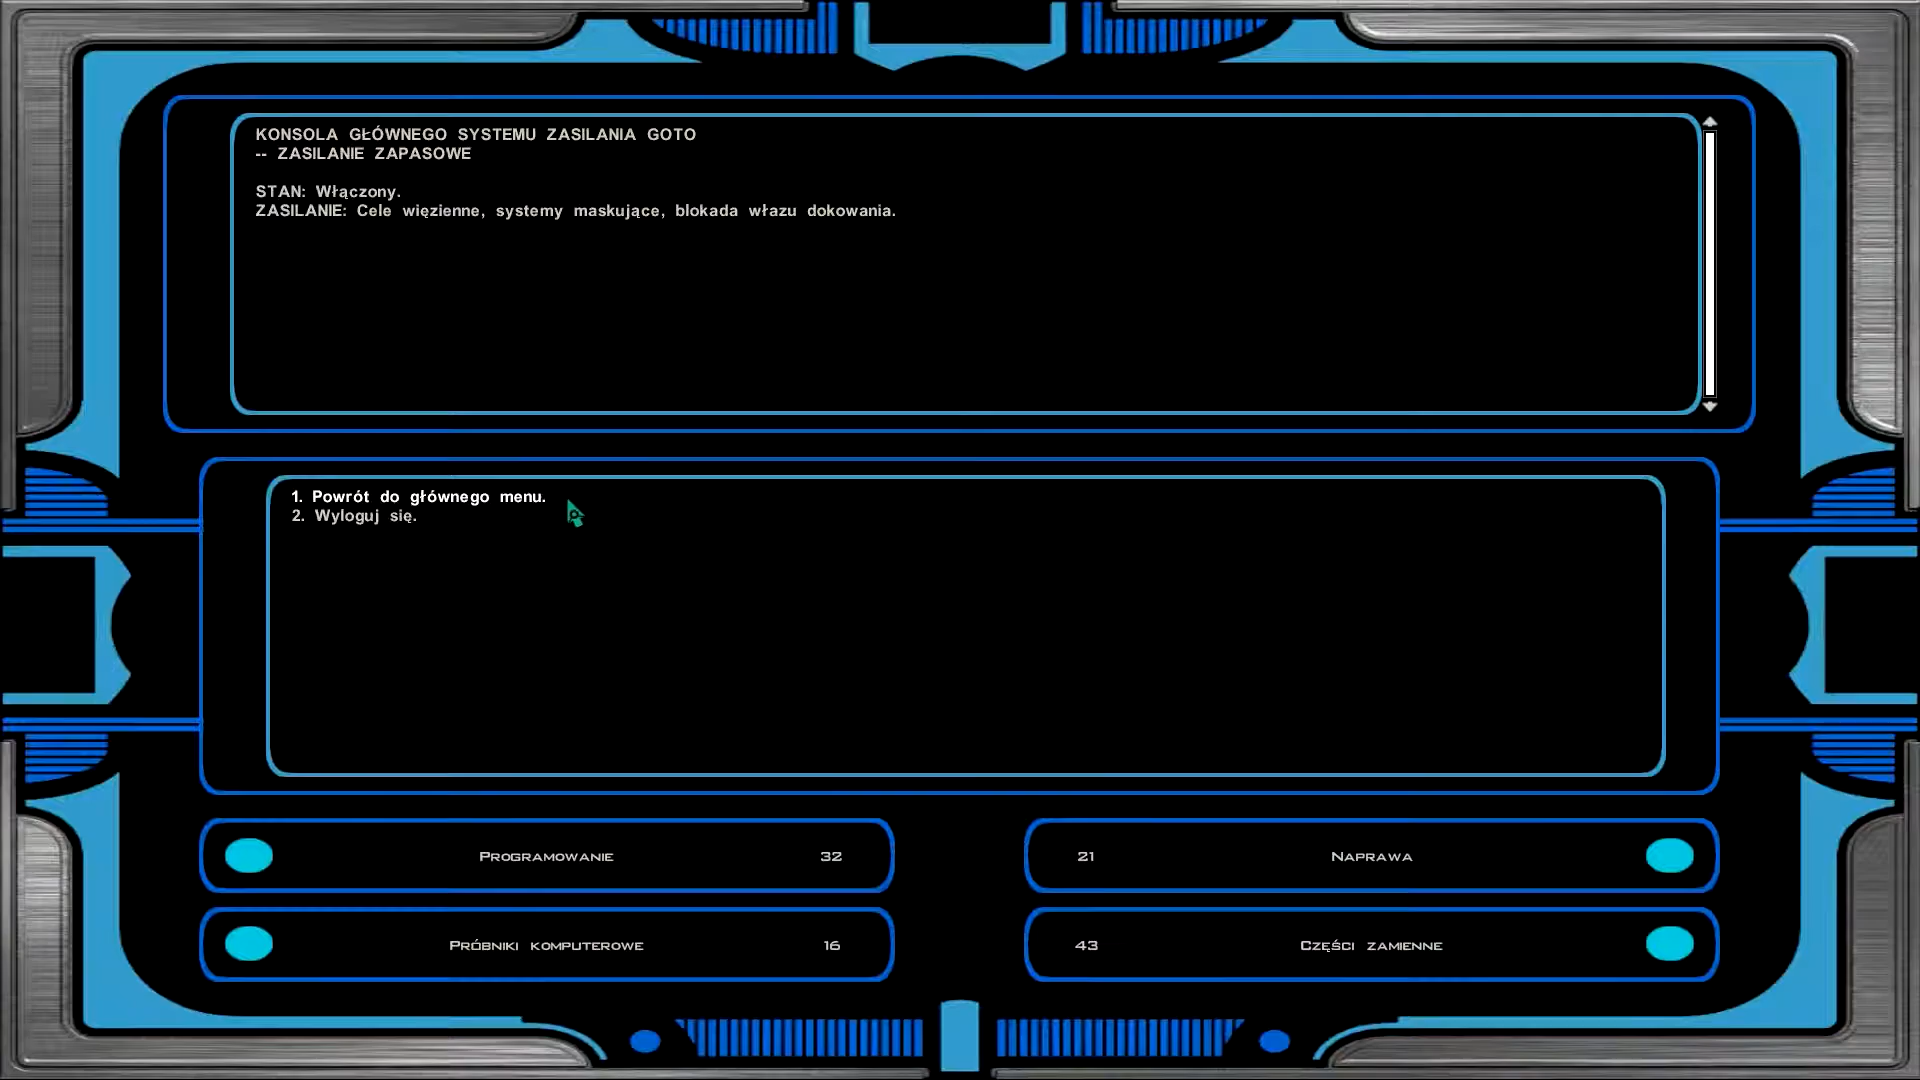 KONSOLA GŁÓWNEGO SYSTEMU ZASILANIA GOTO
-- ZASILANIE ZAPASOWE
STAN: Włączony.
ZASILANIE: Cele więzienne, systemy maskujące, blokada włazu dokowania.
1. Powrót do głównego menu.
2. Wyloguj się.
PROGRAMOWANIE 32
21 NAPRAWA
PRÓBNIKI KOMPUTEROWE 16
43 CZĘŚCI ZAMIENNE